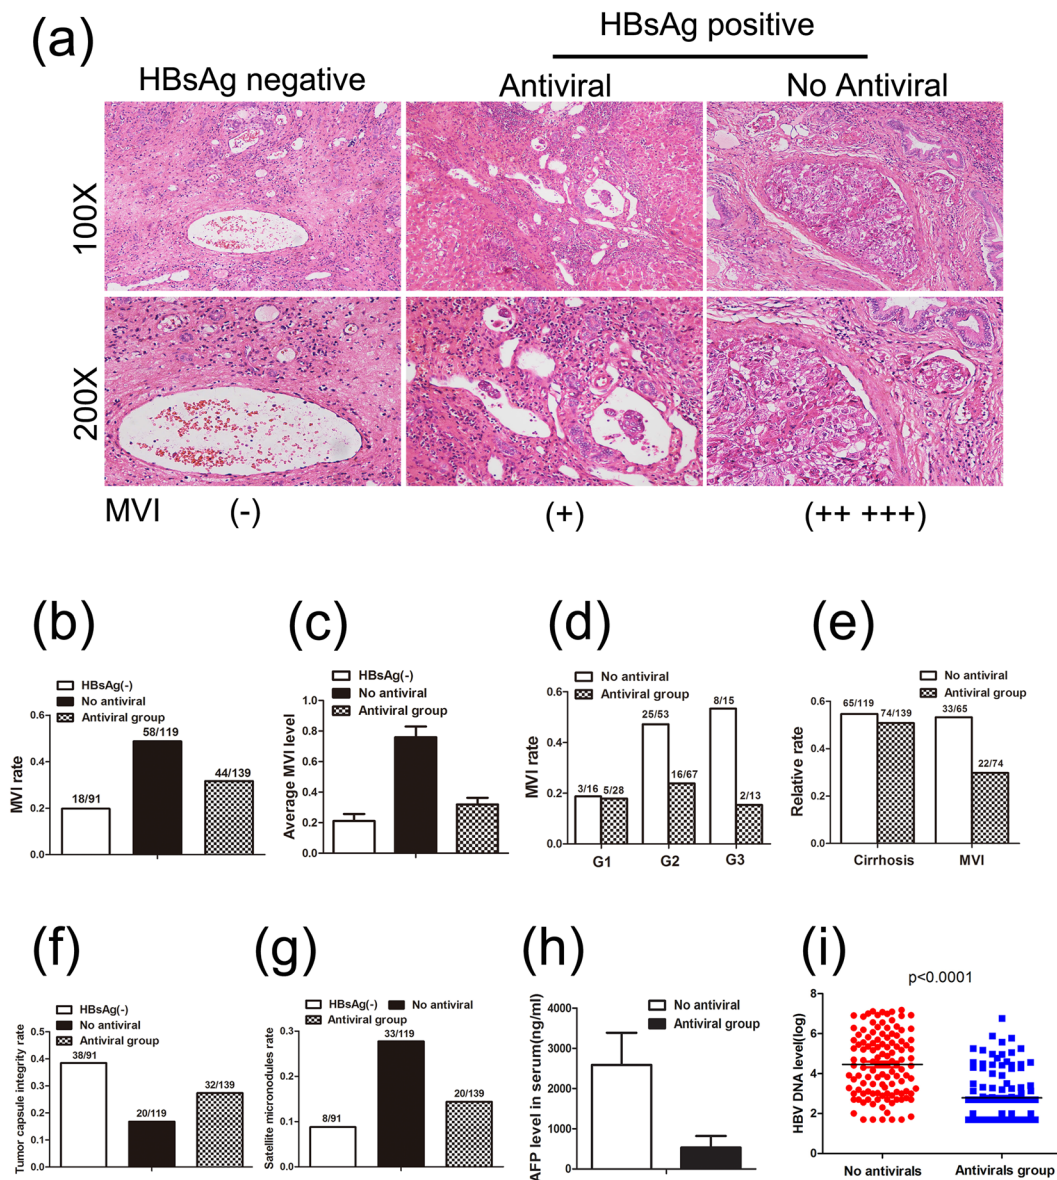 (a)
HBsAg positive
HBsAg negative
Antiviral
No Antiviral
100X
200X
MVI
(-)
(+)
(++ +++)
(b)
HBsAg(-)
No antiviral
Antiviral group
MVI rate
0.6
0.4
0.2
0.0
18/91
58/119
44/139
(c)
HBsAg(-)
No antiviral
Antiviral group
Average MVI level
1.0
0.8
0.6
0.4
0.2
0.0
(d)
No antiviral
Antiviral group
MVI rate
0.6
0.4
0.2
0.0
3/16
5/28
25/53
16/67
8/15
2/13
G1
G2
G3
(e)
No antiviral
Antiviral group
Relative rate
0.6
0.4
0.2
0.0
65/119
74/139
33/65
22/74
Cirrhosis
MVI
(f)
HBsAg(-)
No antiviral
Antiviral group
Tumor capsule integrity rate
0.5
0.4
0.3
0.2
0.1
0.0
38/91
20/119
32/139
(g)
HBsAg(-)
No antiviral
Antiviral group
Satellite micronodules rate
0.3
0.2
0.1
0.0
8/91
33/119
20/139
(h)
No antiviral
Antiviral group
AFP level in serum(ng/ml)
4000
3000
2000
1000
0
(i)
p<0.0001
HBV DNA level(log)
8
6
4
2
0
No antivirals
Antivirals group